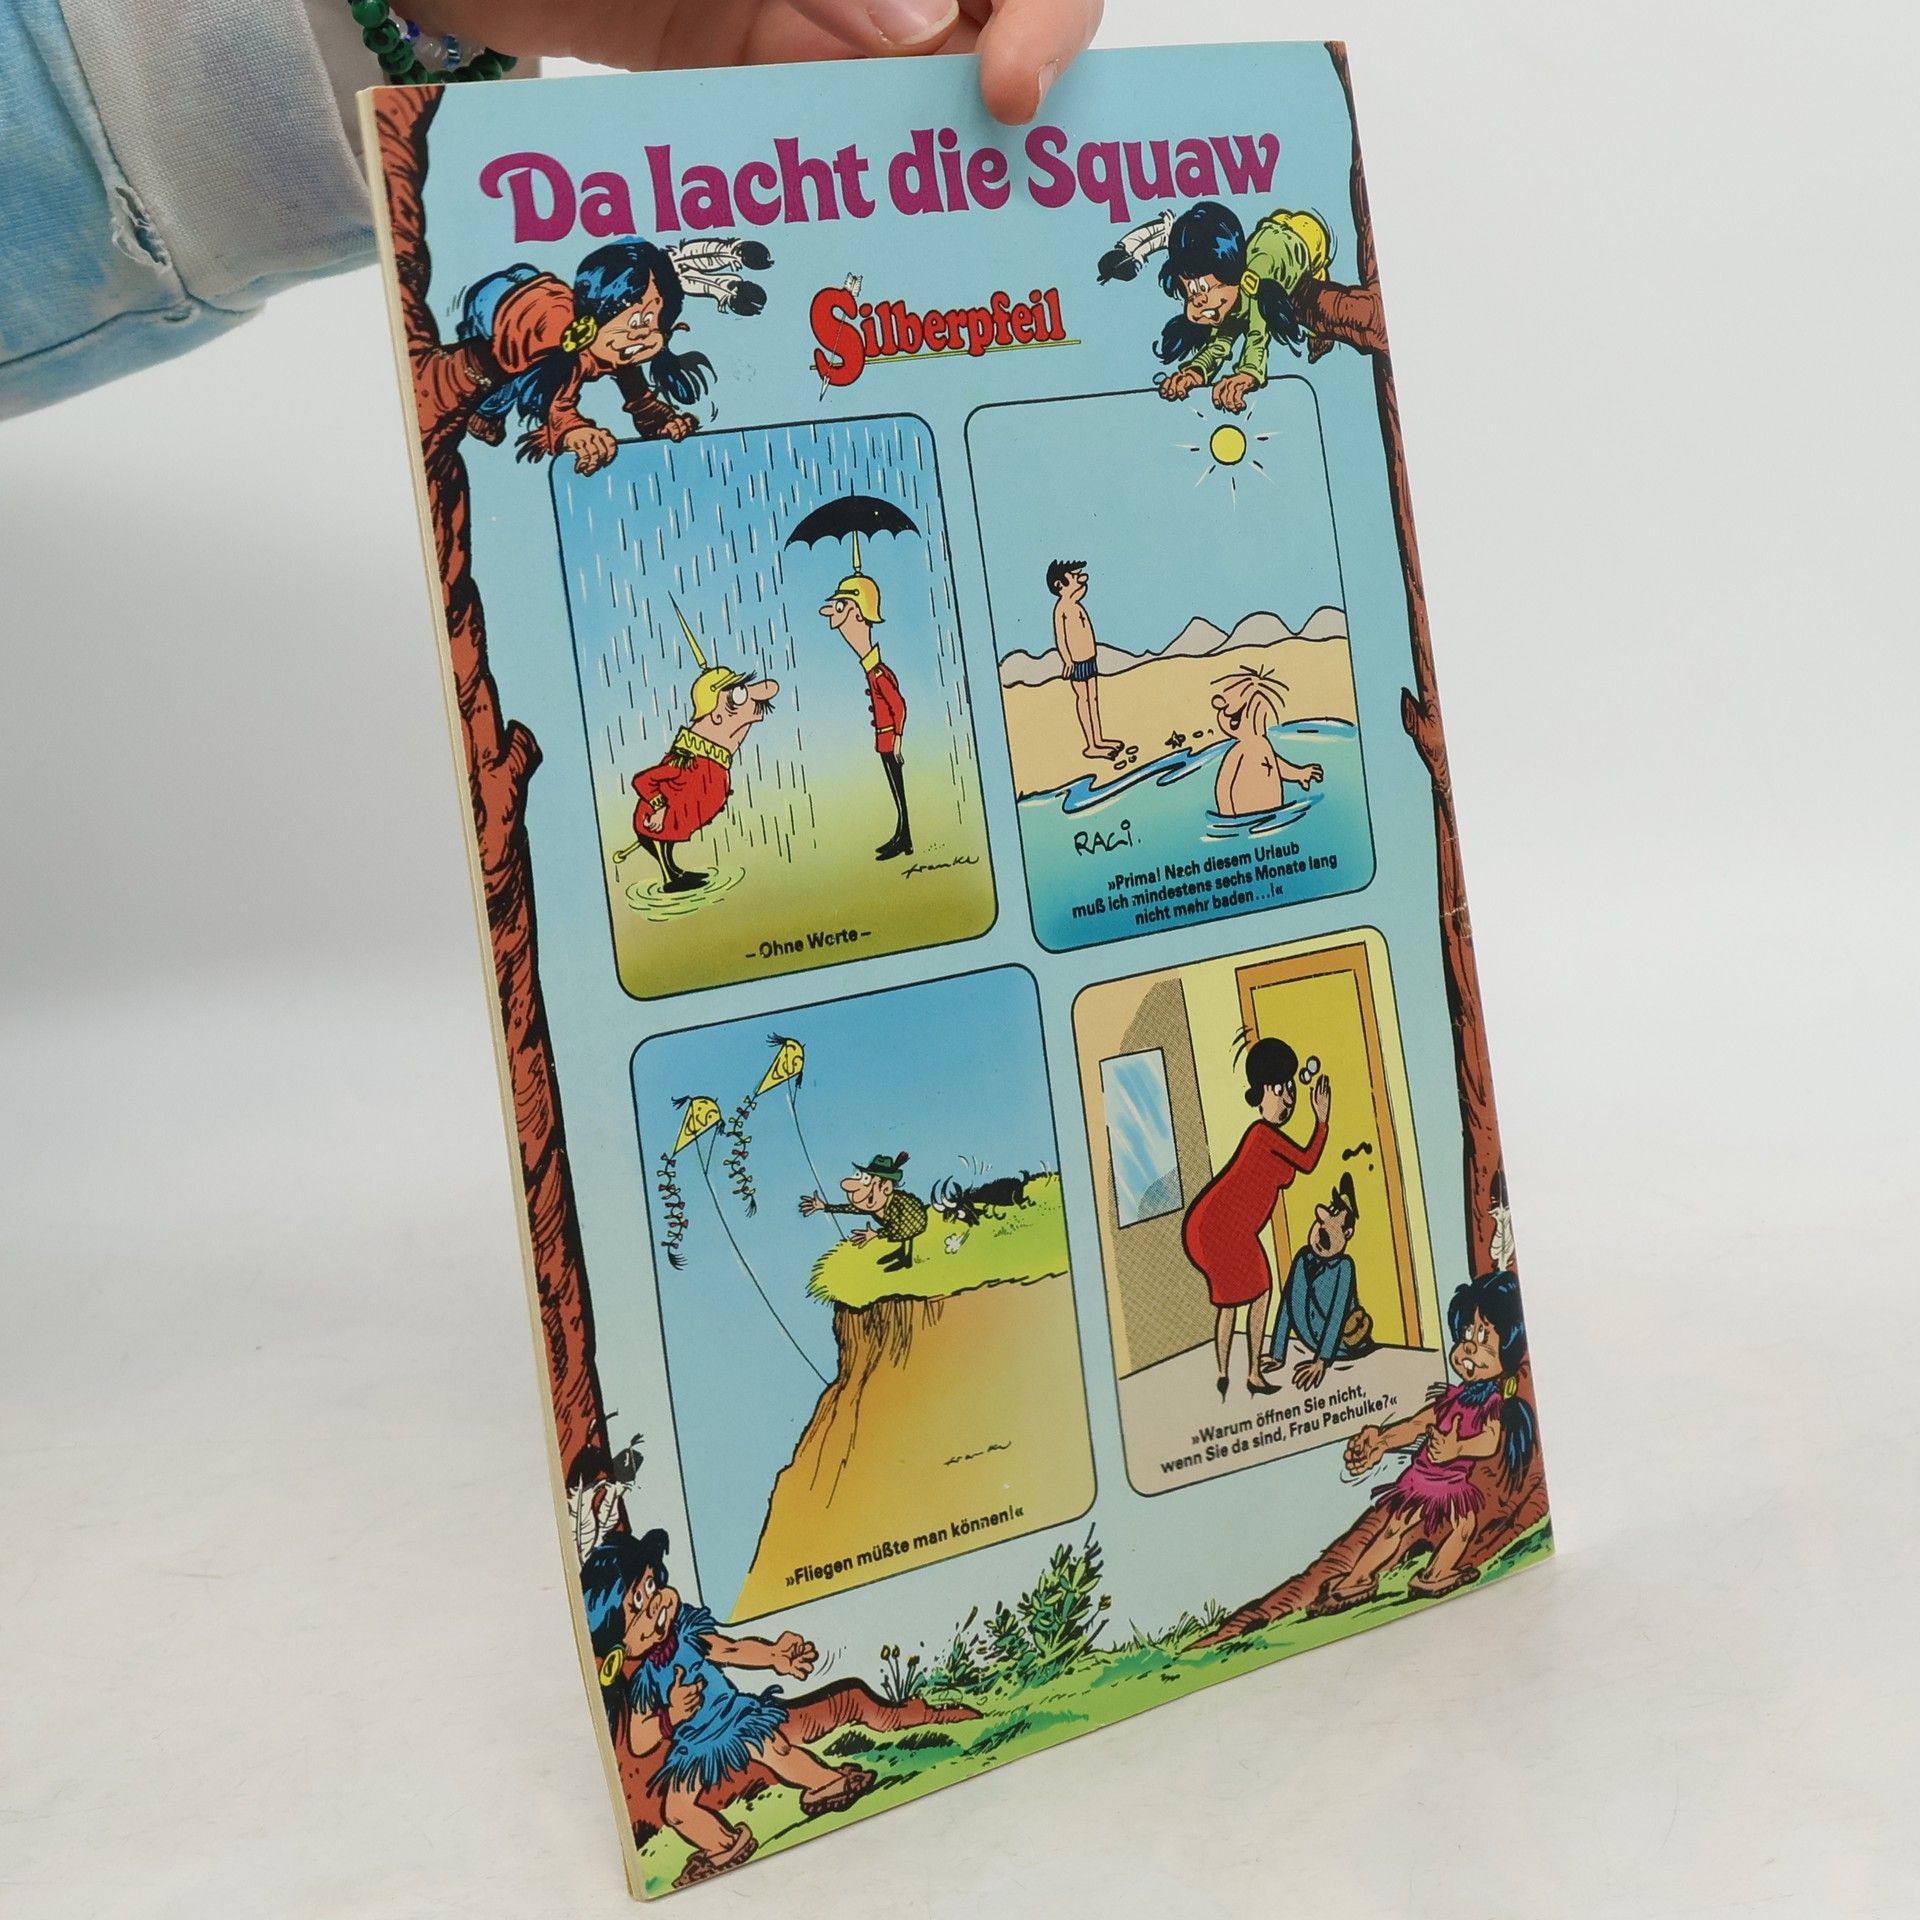 Da lacht die Squaw
Silberpfeil
franke
– Ohne Worte –
RAGI.
»Prima! Nach diesem Urlaub
muß ich mindestens sechs Monate lang
nicht mehr baden...!«
franke
»Fliegen müßte man können!«
»Warum öffnen Sie nicht,
wenn Sie da sind, Frau Pachulke?«